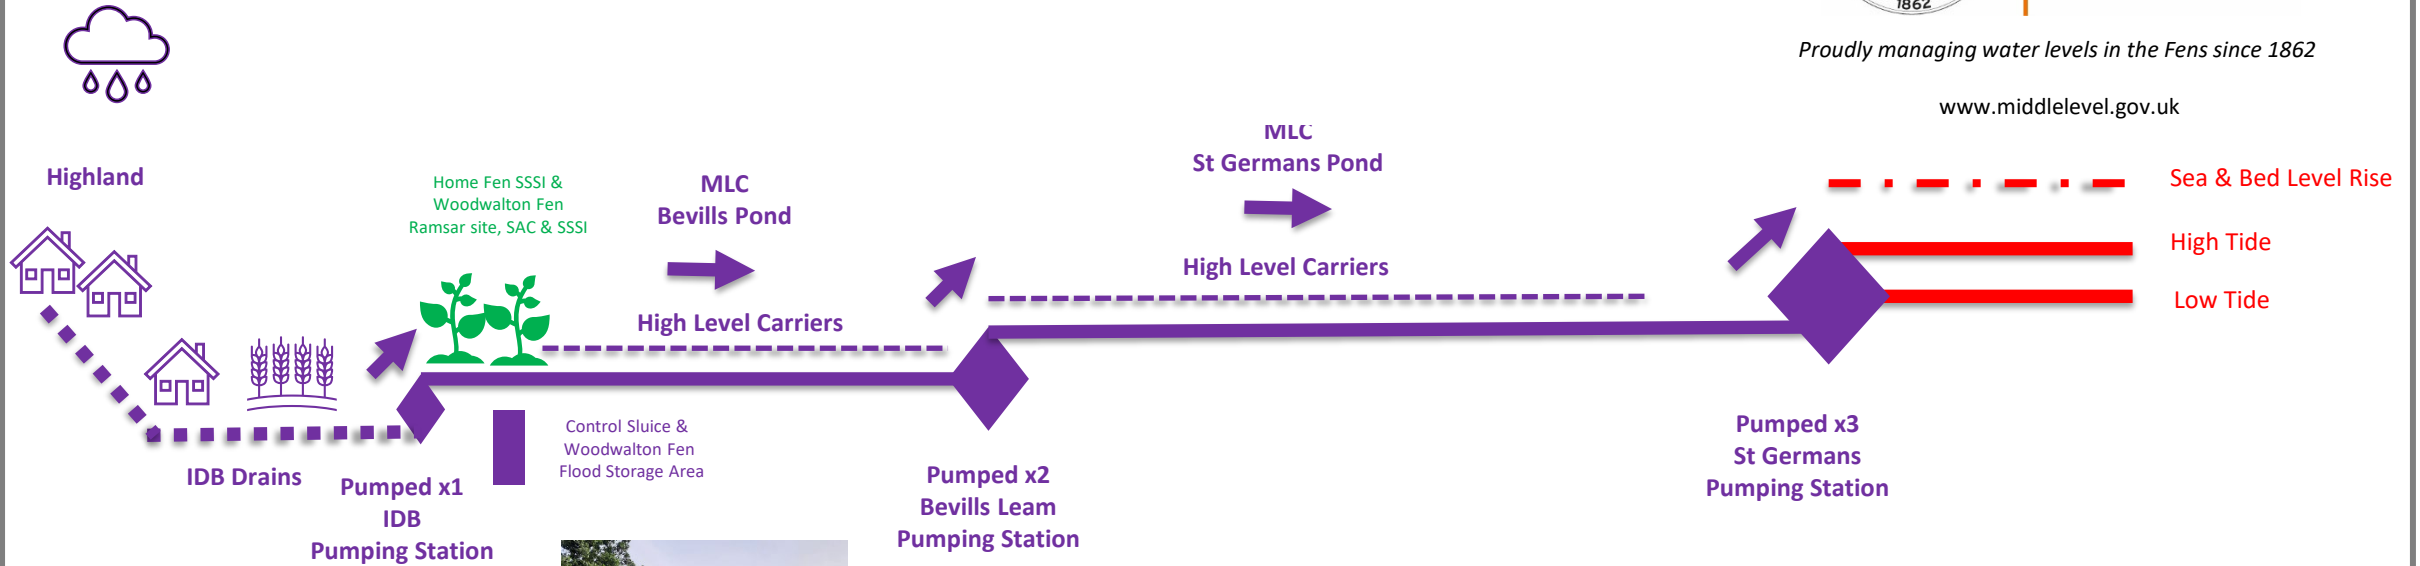 1862
Proudly managing water levels in the Fens since 1862
www.middlelevel.gov.uk
Highland
Home Fen SSSI &
Woodwalton Fen
Ramsar site, SAC & SSSI
MLC
Bevills Pond
High Level Carriers
MLC
St Germans Pond
High Level Carriers
Sea & Bed Level Rise
High Tide
Low Tide
IDB Drains
Pumped x1
IDB
Pumping Station
Control Sluice &
Woodwalton Fen
Flood Storage Area
Pumped x2
Bevills Leam
Pumping Station
Pumped x3
St Germans
Pumping Station